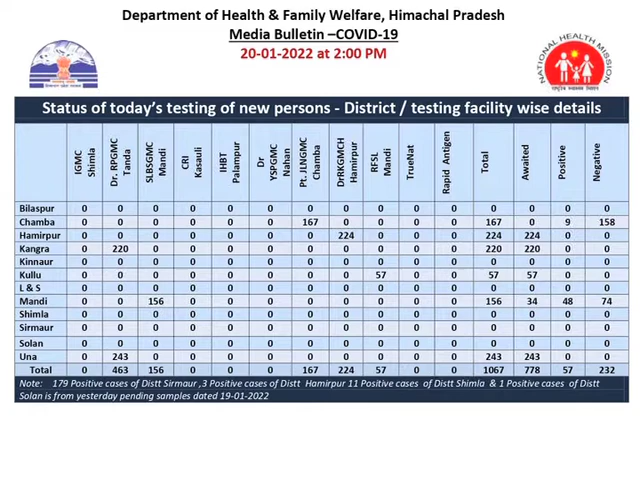 Department of Health & Family Welfare, Himachal Pradesh
Media Bulletin –COVID-19
20-01-2022 at 2:00 PM
NATIONAL HEALTH MISSION
Status of today's testing of new persons - District / testing facility wise details
IGMC Shimla Dr. RPGMC Tanda SLBSGMC Mandi CRI Kasauli IHBT Palampur Dr YSPGMC Nahan Pt. JLNGMC Chamba DrRKGMCH Hamirpur RFSL Mandi TrueNat Rapid Antigen Total Awaited Positive Negative
Bilaspur 0 0 0 0 0 0 0 0 0 0 0 0 0 0 0
Chamba 0 0 0 0 0 0 167 0 0 0 0 167 0 9 158
Hamirpur 0 0 0 0 0 0 0 224 0 0 0 224 224 0 0
Kangra 0 220 0 0 0 0 0 0 0 0 0 220 220 0 0
Kinnaur 0 0 0 0 0 0 0 0 0 0 0 0 0 0 0
Kullu 0 0 0 0 0 0 0 0 57 0 0 57 57 0 0
L & S 0 0 0 0 0 0 0 0 0 0 0 0 0 0 0
Mandi 0 0 156 0 0 0 0 0 0 0 0 156 34 48 74
Shimla 0 0 0 0 0 0 0 0 0 0 0 0 0 0 0
Sirmaur 0 0 0 0 0 0 0 0 0 0 0 0 0 0 0
Solan 0 0 0 0 0 0 0 0 0 0 0 0 0 0 0
Una 0 243 0 0 0 0 0 0 0 0 0 243 243 0 0
Total 0 463 156 0 0 0 167 224 57 0 0 1067 778 57 232
Note: 179 Positive cases of Distt Sirmaur ,3 Positive cases of Distt Hamirpur 11 Positive cases of Distt Shimla & 1 Positive cases of Distt
Solan is from yesterday pending samples dated 19-01-2022